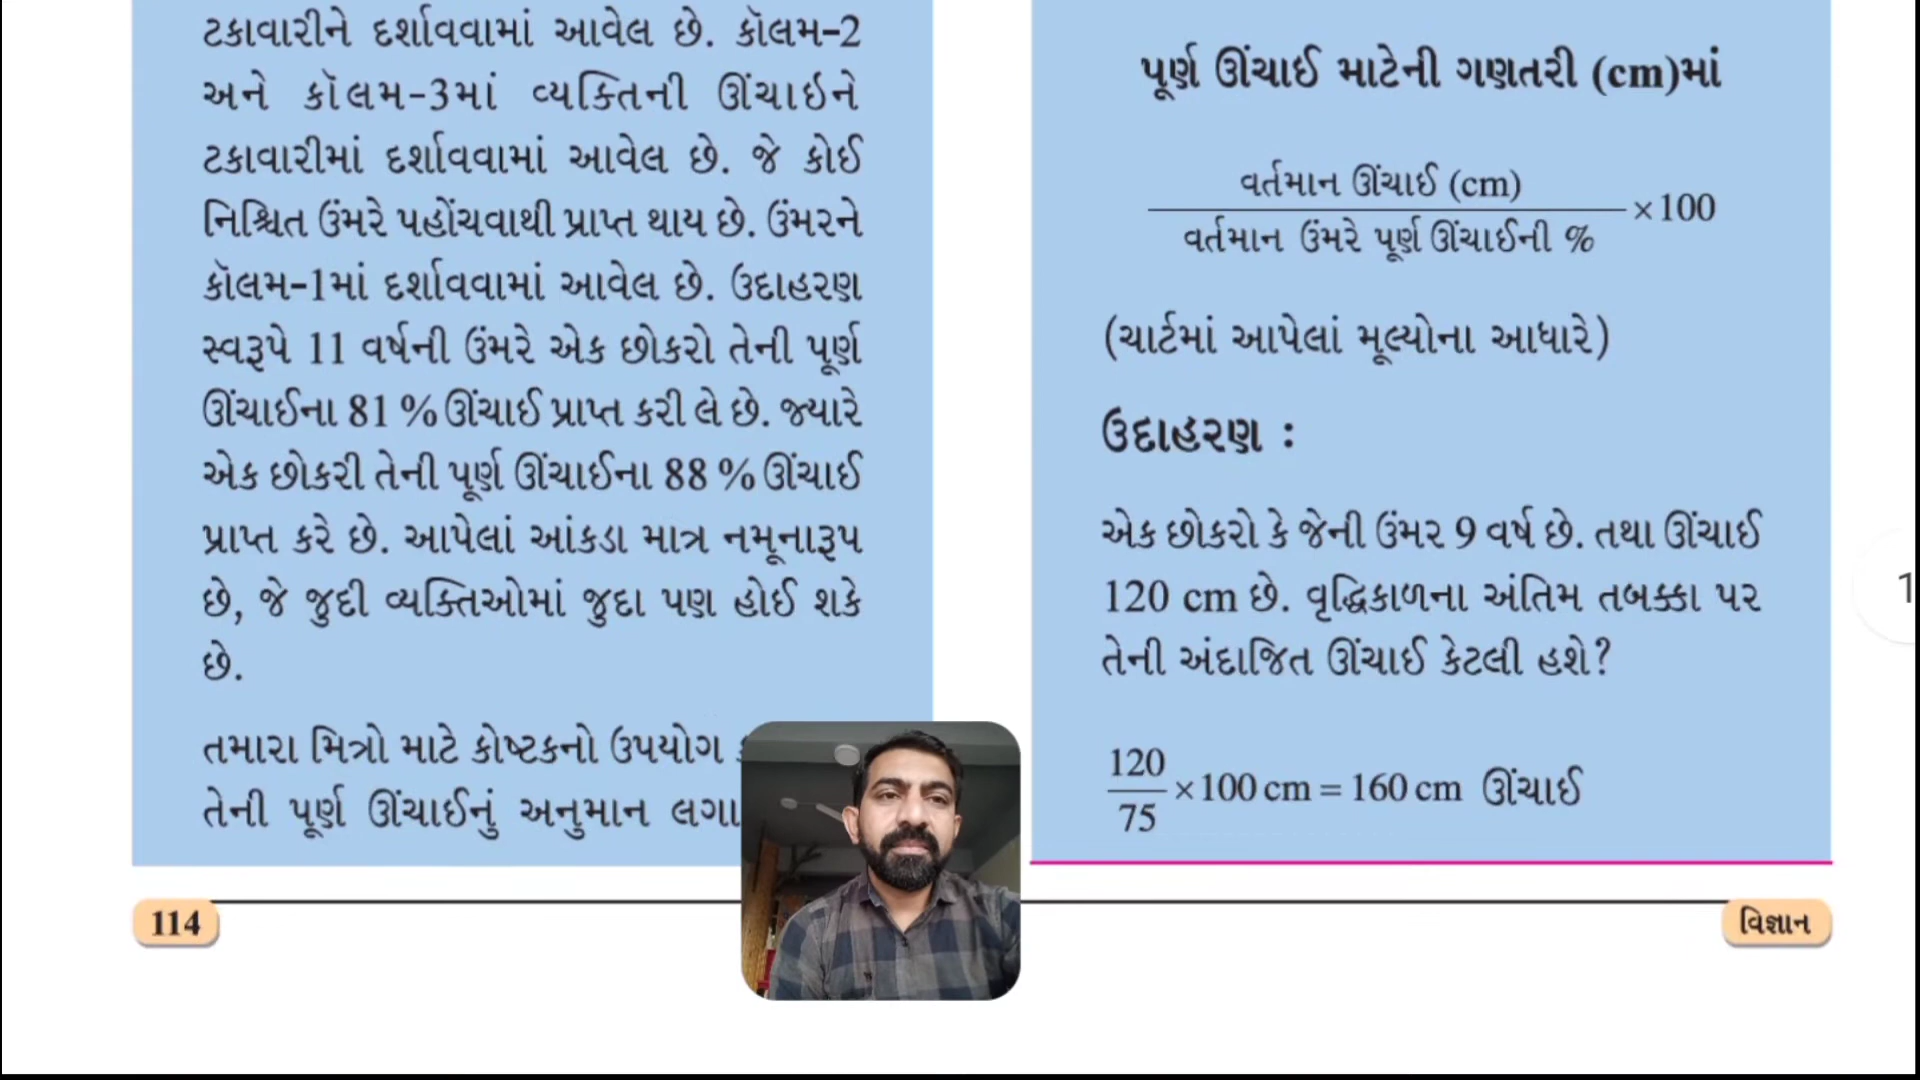 ટકાવારીને દર્શાવવામાં આવેલ છે. કૉલમ-2
અને કૉલમ-3માં વ્યક્તિની ઊંચાઇને
ટકાવારીમાં દર્શાવવામાં આવેલ છે. જે કોઈ
નિશ્ચિત ઉંમરે પહોંચવાથી પ્રાપ્ત થાય છે. ઉંમરને
કૉલમ-1માં દર્શાવવામાં આવેલ છે. ઉદાહરણ
સ્વરૂપે 11 વર્ષની ઉંમરે એક છોકરો તેની પૂર્ણ
ઊંચાઈના 81 % ઊંચાઈ પ્રાપ્ત કરી લે છે. જ્યારે
એક છોકરી તેની પૂર્ણ ઊંચાઈના 88 % ઊંચાઈ
પ્રાપ્ત કરે છે. આપેલાં આંકડા માત્ર નમૂનારૂપ
છે, જે જુદી વ્યક્તિઓમાં જુદા પણ હોઈ શકે
છે.
તમારા મિત્રો માટે કોષ્ટકનો ઉપયોગ
તેની પૂર્ણ ઊંચાઈનું અનુમાન લગા
પૂર્ણ ઊંચાઈ માટેની ગણતરી (cm)માં
વર્તમાન ઊંચાઈ (cm)
વર્તમાન ઉંમરે પૂર્ણ ઊંચાઈની %
×100
(ચાર્ટમાં આપેલાં મૂલ્યોના આધારે)
ઉદાહરણ :
એક છોકરો કે જેની ઉંમર 9 વર્ષ છે. તથા ઊંચાઈ
120 cm છે. વૃદ્ધિકાળના અંતિમ તબક્કા પર
તેની અંદાજિત ઊંચાઈ કેટલી હશે?
120
75
×100 cm = 160 cm ઊંચાઈ
114
વિજ્ઞાન
1